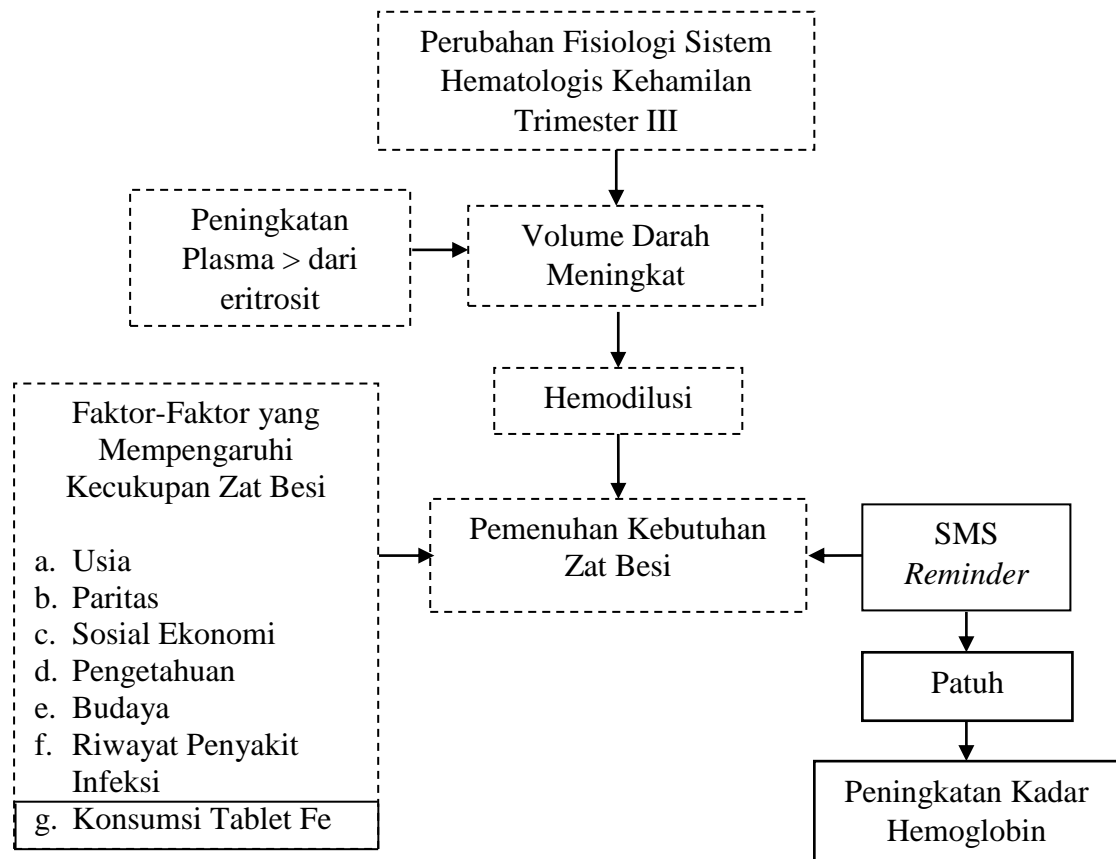 Perubahan Fisiologi Sistem
Hematologis Kehamilan
Trimester III
Peningkatan
Plasma > dari
eritrosit
Volume Darah
Meningkat
Hemodilusi
Faktor-Faktor yang
Mempengaruhi
Kecukupan Zat Besi
a. Usia
b. Paritas
c. Sosial Ekonomi
d. Pengetahuan
e. Budaya
f. Riwayat Penyakit
Infeksi
g. Konsumsi Tablet Fe
Pemenuhan Kebutuhan
Zat Besi
SMS
Reminder
Patuh
Peningkatan Kadar
Hemoglobin